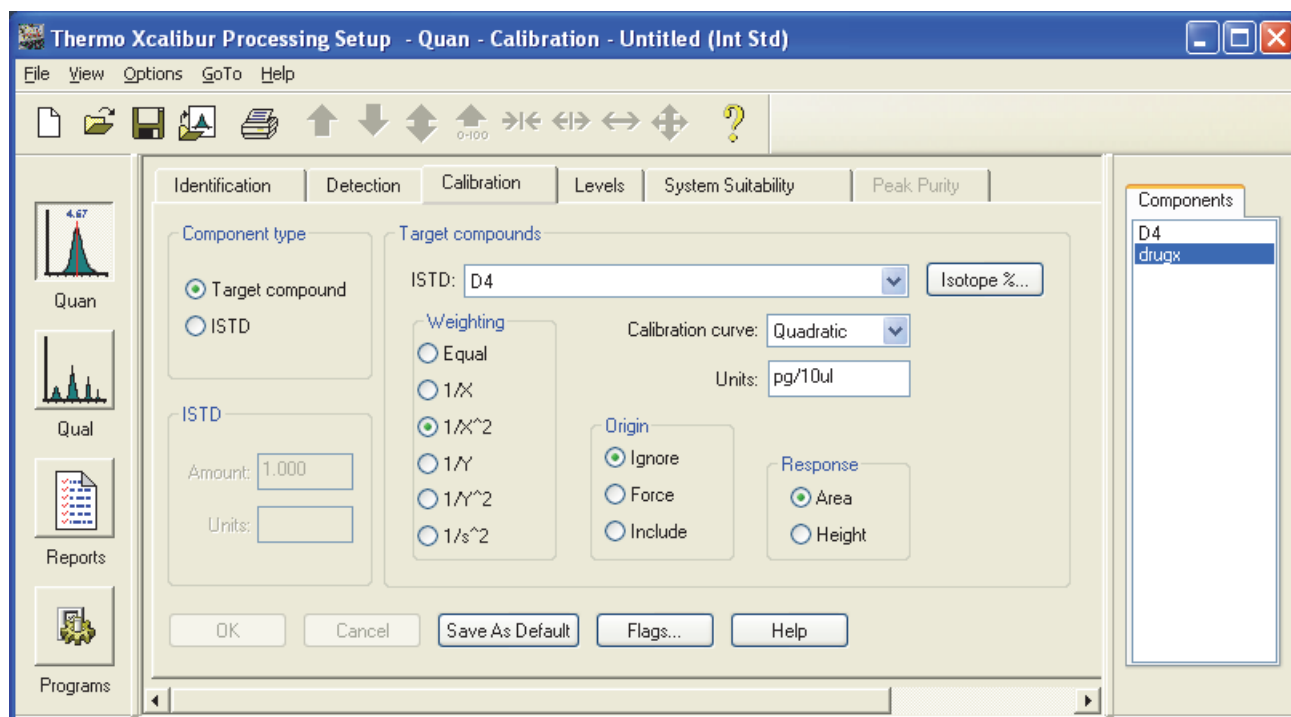 Thermo Xcalibur Processing Setup - Quan - Calibration - Untitled (Int Std)
File View Options GoTo Help
0-100
Identification Detection Calibration Levels System Suitability Peak Purity
Components
D4
drugx
4.67
Quan
Qual
Reports
Programs
Component type
Target compound
ISTD
ISTD
Amount: 1.000
Units:
Target compounds
ISTD: D4 Isotope %...
Weighting
Equal
1/X
1/X^2
1/Y
1/Y^2
1/s^2
Calibration curve: Quadratic
Units: pg/10ul
Origin
Ignore
Force
Include
Response
Area
Height
OK Cancel Save As Default Flags... Help